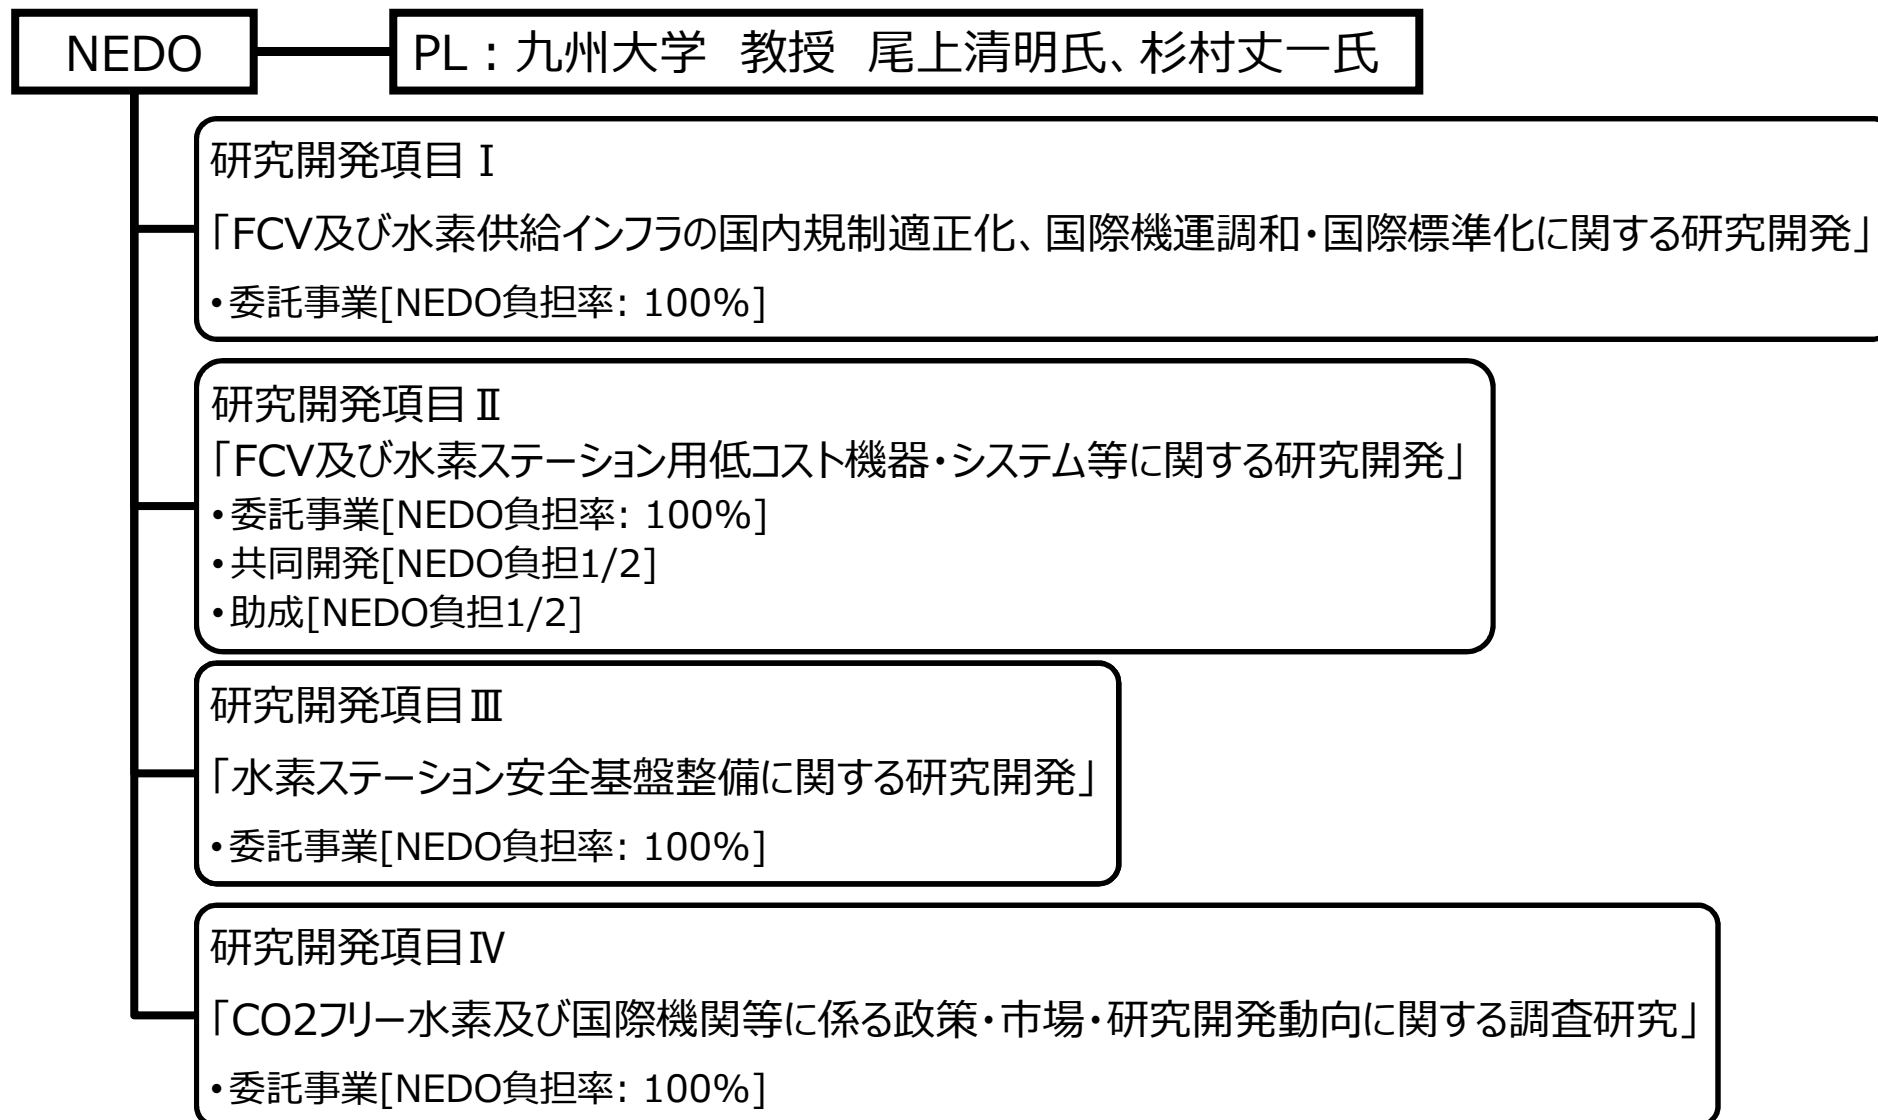 NEDO
PL：九州大学　教授　尾上清明氏、杉村丈一氏
研究開発項目Ⅰ
「FCV及び水素供給インフラの国内規制適正化、国際機運調和・国際標準化に関する研究開発」
・委託事業[NEDO負担率: 100%]
研究開発項目Ⅱ
「FCV及び水素ステーション用低コスト機器・システム等に関する研究開発」
・委託事業[NEDO負担率: 100%]
・共同開発[NEDO負担1/2]
・助成[NEDO負担1/2]
研究開発項目Ⅲ
「水素ステーション安全基盤整備に関する研究開発」
・委託事業[NEDO負担率: 100%]
研究開発項目Ⅳ
「CO2フリー水素及び国際機関等に係る政策・市場・研究開発動向に関する調査研究」
・委託事業[NEDO負担率: 100%]